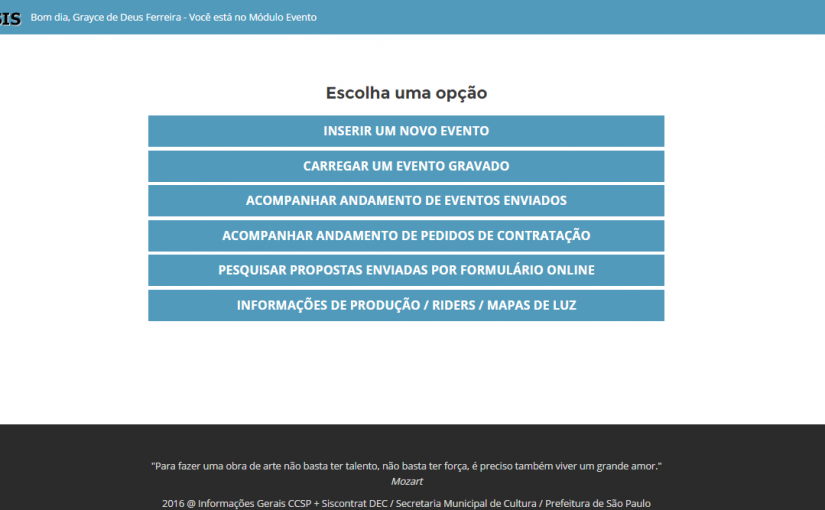 SIS Bom dia, Grayce de Deus Ferreira - Você está no Módulo Evento
Escolha uma opção
INSERIR UM NOVO EVENTO
CARREGAR UM EVENTO GRAVADO
ACOMPANHAR ANDAMENTO DE EVENTOS ENVIADOS
ACOMPANHAR ANDAMENTO DE PEDIDOS DE CONTRATAÇÃO
PESQUISAR PROPOSTAS ENVIADAS POR FORMULÁRIO ONLINE
INFORMAÇÕES DE PRODUÇÃO / RIDERS / MAPAS DE LUZ
"Para fazer uma obra de arte não basta ter talento, não basta ter força, é preciso também viver um grande amor."
Mozart
2016 @ Informações Gerais CCSP + Siscontrat DEC / Secretaria Municipal de Cultura / Prefeitura de São Paulo